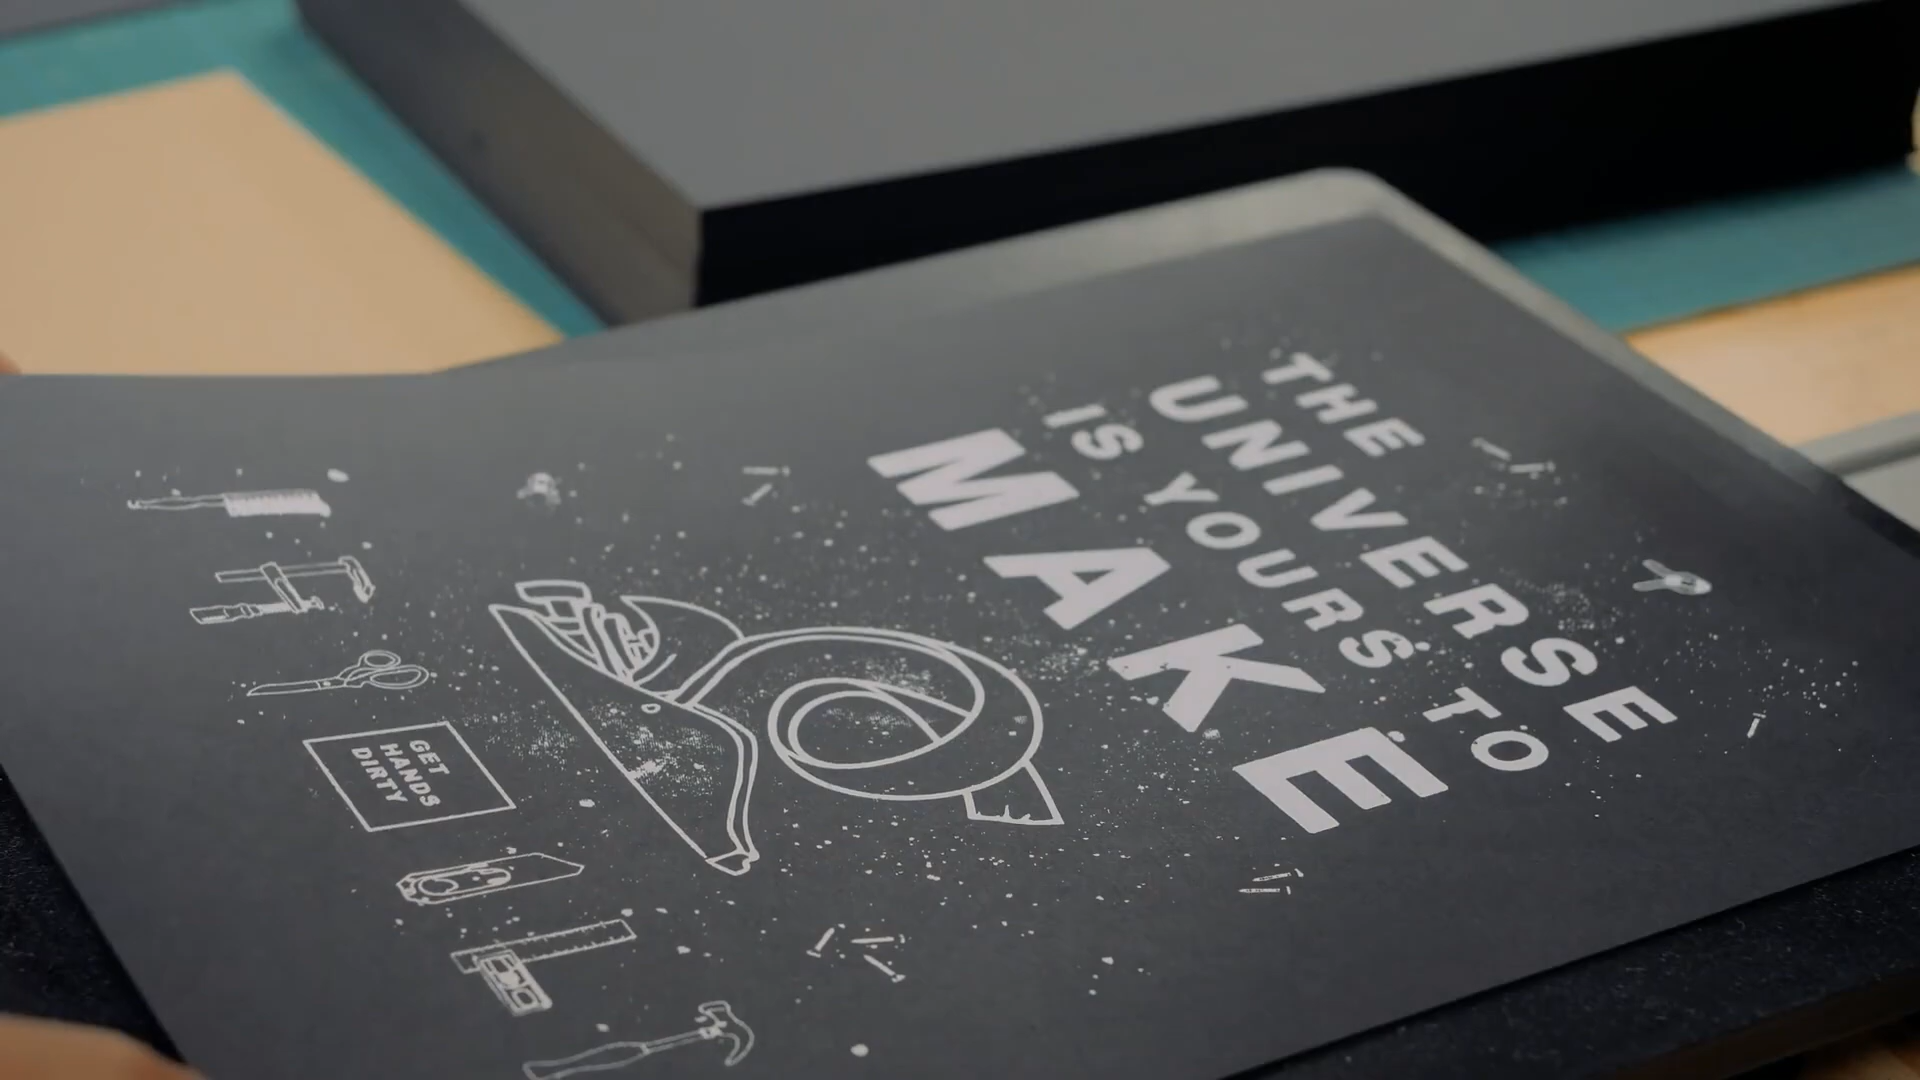 THE
UNIVERSE
IS YOURS TO
MAKE
GET
HANDS
DIRTY